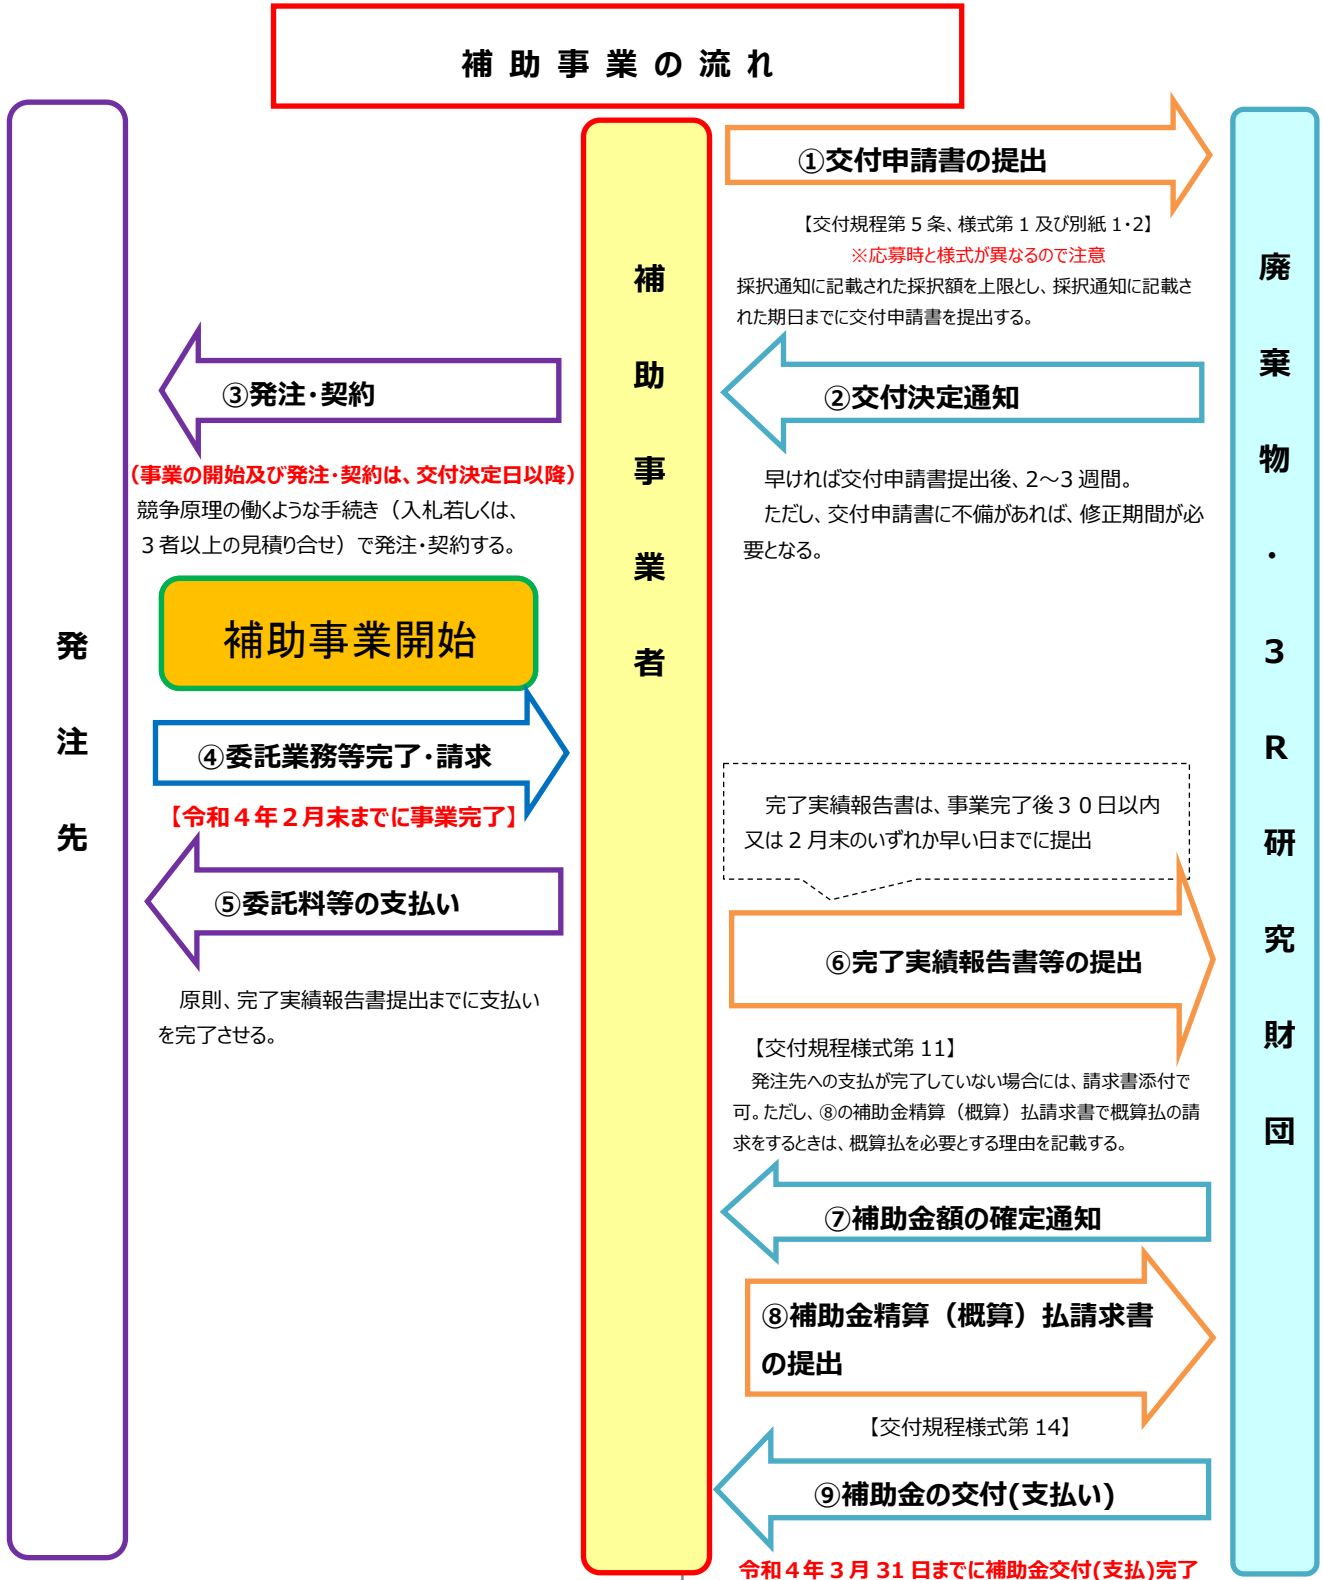 補助事業の流れ
発注先
補助事業者
廃棄物・3R研究財団
①交付申請書の提出
【交付規程第5条、様式第1及び別紙1・2】
※応募時と様式が異なるので注意
採択通知に記載された採択額を上限とし、採択通知に記載さ
れた期日までに交付申請書を提出する。
②交付決定通知
早ければ交付申請書提出後、2～3週間。
ただし、交付申請書に不備があれば、修正期間が必
要となる。
③発注・契約
（事業の開始及び発注・契約は、交付決定日以降）
競争原理の働くような手続き（入札若しくは、
３者以上の見積り合せ）で発注・契約する。
補助事業開始
④委託業務等完了・請求
【令和４年２月末までに事業完了】
⑤委託料等の支払い
原則、完了実績報告書提出までに支払い
を完了させる。
完了実績報告書は、事業完了後３０日以内
又は2月末のいずれか早い日までに提出
⑥完了実績報告書等の提出
【交付規程様式第11】
発注先への支払が完了していない場合には、請求書添付で
可。ただし、⑧の補助金精算（概算）払請求書で概算払の請
求をするときは、概算払を必要とする理由を記載する。
⑦補助金額の確定通知
⑧補助金精算（概算）払請求書
の提出
【交付規程様式第14】
⑨補助金の交付(支払い)
令和４年3月31日までに補助金交付(支払)完了